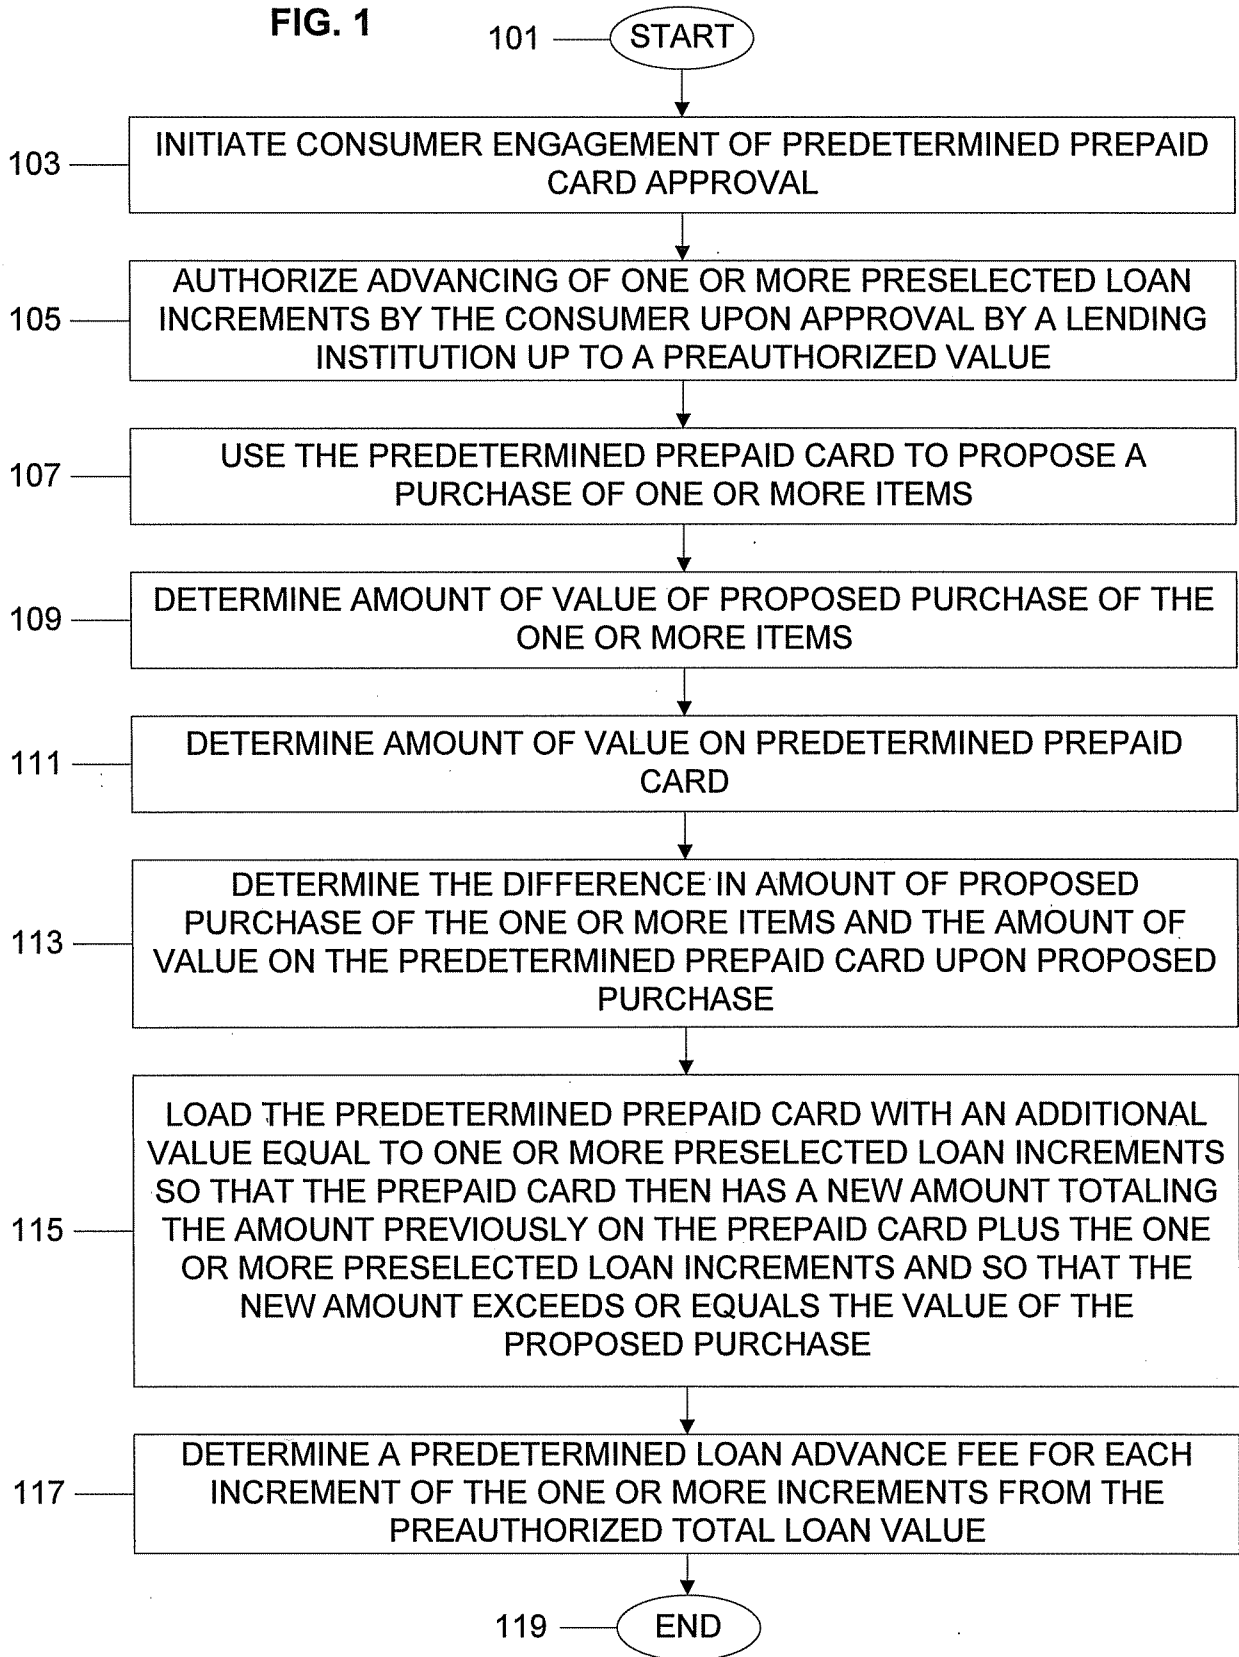 FIG. 1
101
START
103
INITIATE CONSUMER ENGAGEMENT OF PREDETERMINED PREPAID
CARD APPROVAL
105
AUTHORIZE ADVANCING OF ONE OR MORE PRESELECTED LOAN
INCREMENTS BY THE CONSUMER UPON APPROVAL BY A LENDING
INSTITUTION UP TO A PREAUTHORIZED VALUE
107
USE THE PREDETERMINED PREPAID CARD TO PROPOSE A
PURCHASE OF ONE OR MORE ITEMS
109
DETERMINE AMOUNT OF VALUE OF PROPOSED PURCHASE OF THE
ONE OR MORE ITEMS
111
DETERMINE AMOUNT OF VALUE ON PREDETERMINED PREPAID
CARD
113
DETERMINE THE DIFFERENCE IN AMOUNT OF PROPOSED
PURCHASE OF THE ONE OR MORE ITEMS AND THE AMOUNT OF
VALUE ON THE PREDETERMINED PREPAID CARD UPON PROPOSED
PURCHASE
115
LOAD THE PREDETERMINED PREPAID CARD WITH AN ADDITIONAL
VALUE EQUAL TO ONE OR MORE PRESELECTED LOAN INCREMENTS
SO THAT THE PREPAID CARD THEN HAS A NEW AMOUNT TOTALING
THE AMOUNT PREVIOUSLY ON THE PREPAID CARD PLUS THE ONE
OR MORE PRESELECTED LOAN INCREMENTS AND SO THAT THE
NEW AMOUNT EXCEEDS OR EQUALS THE VALUE OF THE
PROPOSED PURCHASE
117
DETERMINE A PREDETERMINED LOAN ADVANCE FEE FOR EACH
INCREMENT OF THE ONE OR MORE INCREMENTS FROM THE
PREAUTHORIZED TOTAL LOAN VALUE
119
END